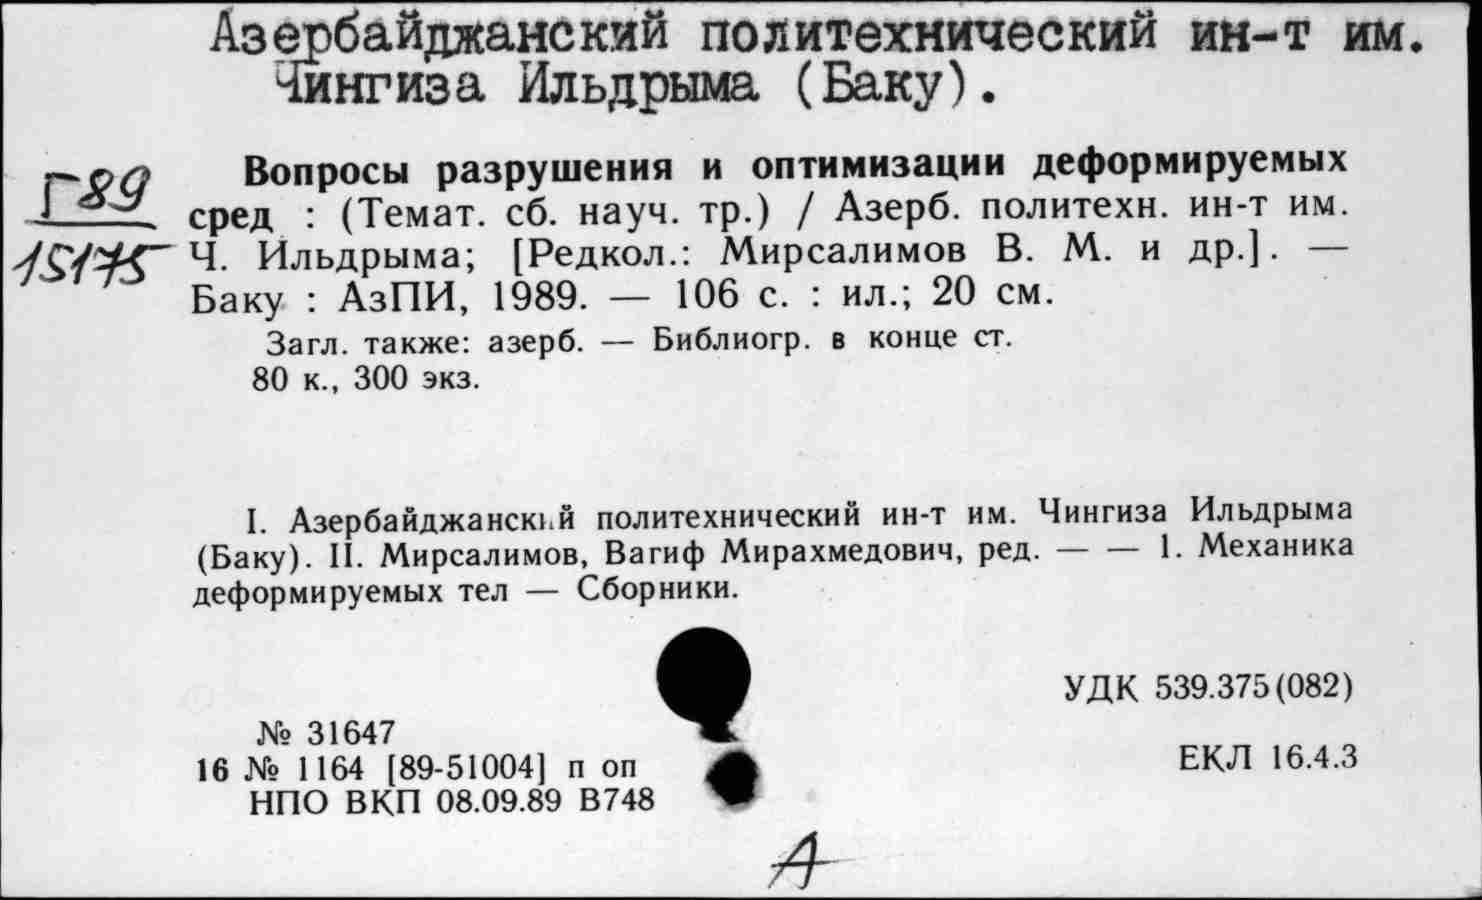 Азербайджанский политехнический ин-т им.
Чингиза Ильдрыма (Баку).
Г89
15175
Вопросы разрушения и оптимизации деформируемых
сред : (Темат. сб. науч. тр.) / Азерб. политехн. ин-т им.
Ч. Ильдрыма; [Редкол.: Мирсалимов В. М. и др.]. —
Баку : АзПИ, 1989. — 106 с. : ил.; 20 см.
Загл. также: азерб. — Библиогр. в конце ст.
80 к., 300 экз.
I. Азербайджанский политехнический ин-т им. Чингиза Ильдрыма
(Баку). II. Мирсалимов, Вагиф Мирахмедович, ред. — — 1. Механика
деформируемых тел — Сборники.
УДК 539.375(082)
№ 31647
16 № 1164 [89-51004] п оп
ЕКЛ 16.4.3
НПО ВКП 08.09.89 В748
А